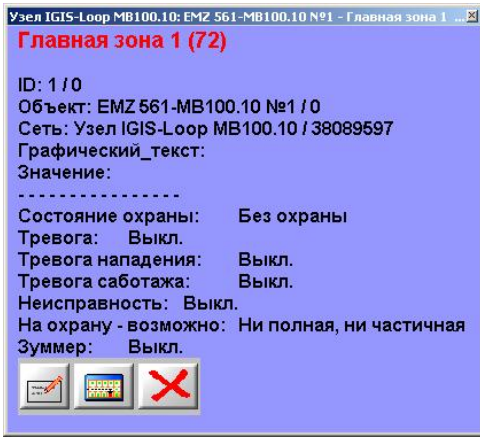 Узел IGIS-Loop MB100.10: EMZ 561-MB100.10 №1 - Главная зона 1 ...
Главная зона 1 (72)
ID: 1 / 0
Объект: EMZ 561-MB100.10 №1 / 0
Сеть: Узел IGIS-Loop MB100.10 / 38089597
Графический_текст:
Значение:
- - - - - - - - - - - - - - - -
Состояние охраны: Без охраны
Тревога: Выкл.
Тревога нападения: Выкл.
Тревога саботажа: Выкл.
Неисправность: Выкл.
На охрану - возможно: Ни полная, ни частичная
Зуммер: Выкл.